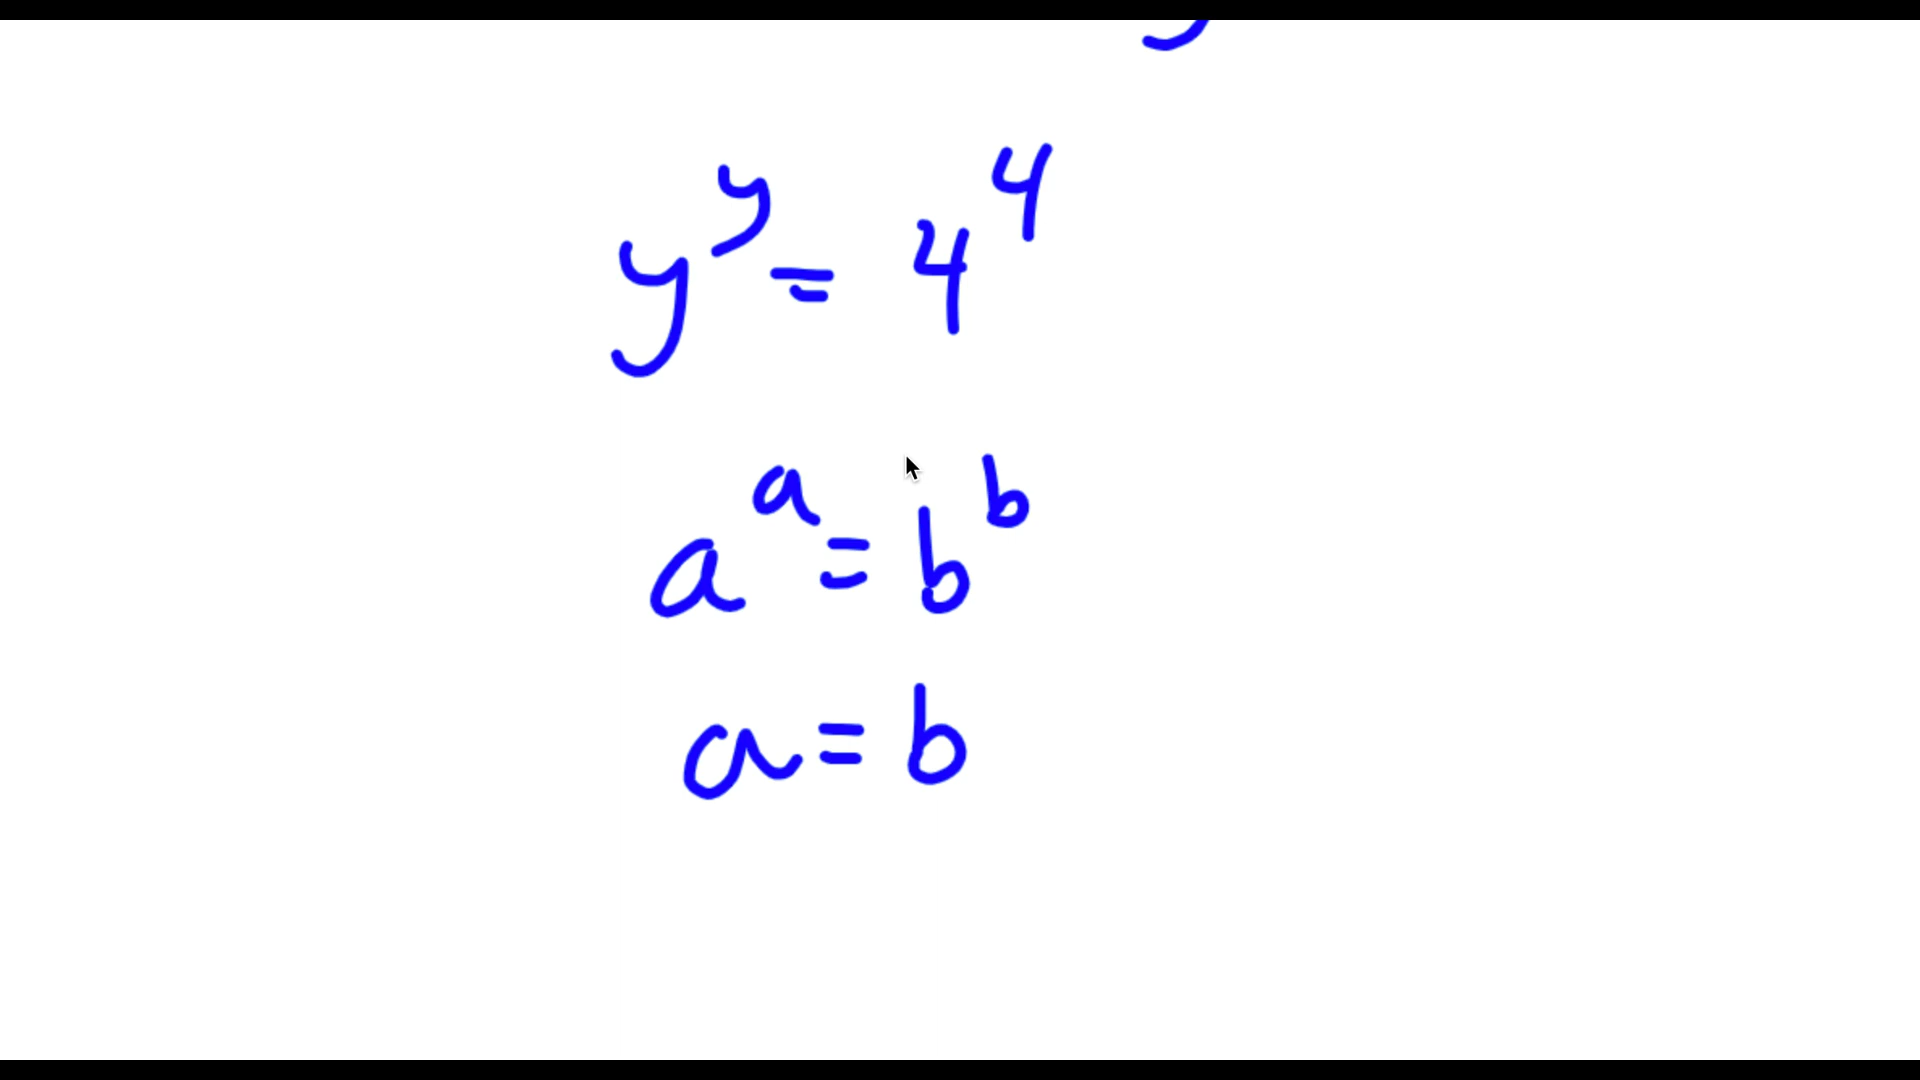 y^y = 4^4
a^a = b^b
a = b